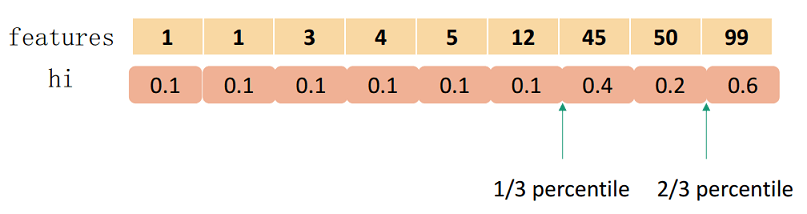 features 1 1 3 4 5 12 45 50 99
hi 0.1 0.1 0.1 0.1 0.1 0.1 0.4 0.2 0.6
1/3 percentile 2/3 percentile